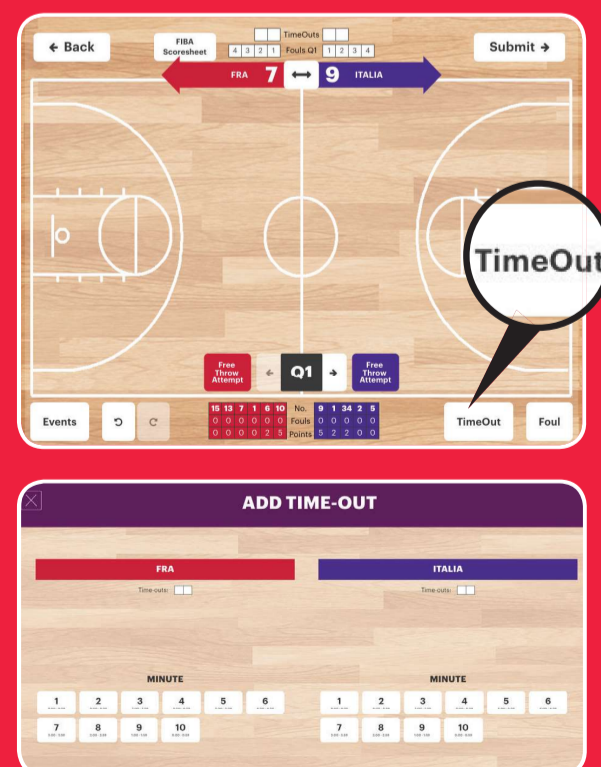 TimeOuts
← Back
FIBA
Scoresheet
4 3 2 1 Fouls Q1 1 2 3 4
Submit →
FRA 7 ↔ 9 ITALIA
TimeOut
Free
Throw
Attempt
← Q1 →
Free
Throw
Attempt
15 13 7 1 6 10 No. 9 1 34 2 5
0 0 0 0 0 0 Fouls 0 0 0 0 0
0 0 0 0 2 5 Points 5 2 2 0 0
Events
TimeOut
Foul
ADD TIME-OUT
FRA
ITALIA
Time-outs:
Time-outs:
MINUTE
MINUTE
1 2 3 4 5 6
1 2 3 4 5 6
7 8 9 10
7 8 9 10